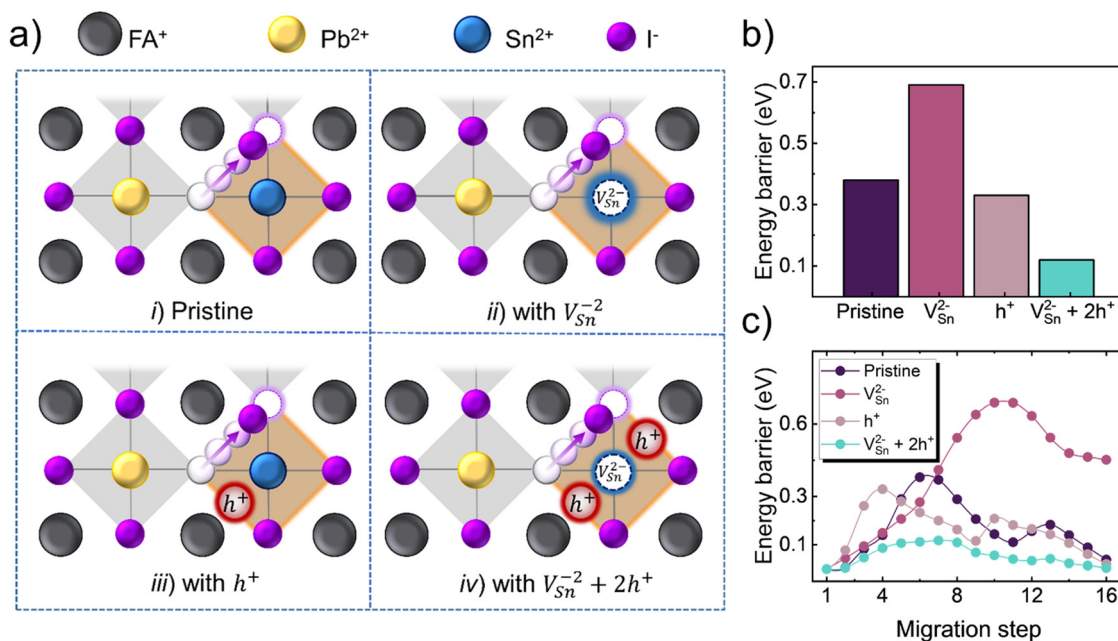 a)
FA⁺ Pb²⁺ Sn²⁺ I⁻
i) Pristine
V²⁻Sn
ii) with V⁻²Sn
h⁺
iii) with h⁺
h⁺
V²⁻Sn
h⁺
iv) with V⁻²Sn + 2h⁺
b)
Energy barrier (eV)
0.7
0.5
0.3
0.1
Pristine V²⁻Sn h⁺ V²⁻Sn + 2h⁺
c)
Energy barrier (eV)
0.6
0.3
0.1
Pristine
V²⁻Sn
h⁺
V²⁻Sn + 2h⁺
1 4 8 12 16
Migration step